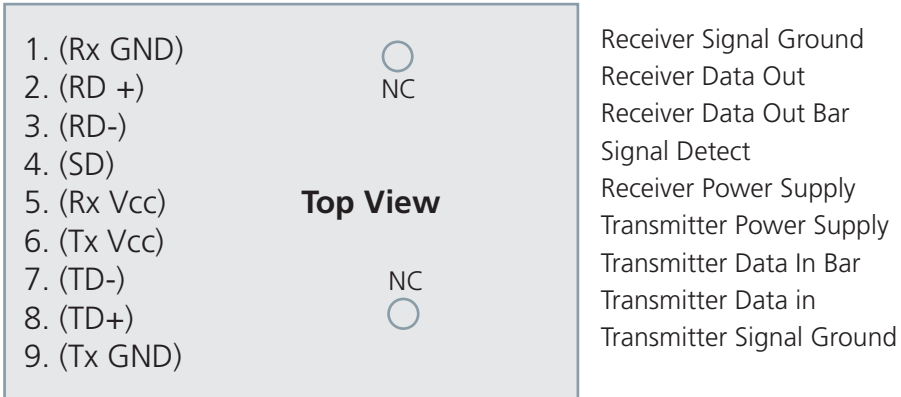 1. (Rx GND)
2. (RD +)
NC
3. (RD-)
4. (SD)
5. (Rx Vcc)
Top View
6. (Tx Vcc)
7. (TD-)
NC
8. (TD+)
9. (Tx GND)
Receiver Signal Ground
Receiver Data Out
Receiver Data Out Bar
Signal Detect
Receiver Power Supply
Transmitter Power Supply
Transmitter Data In Bar
Transmitter Data in
Transmitter Signal Ground